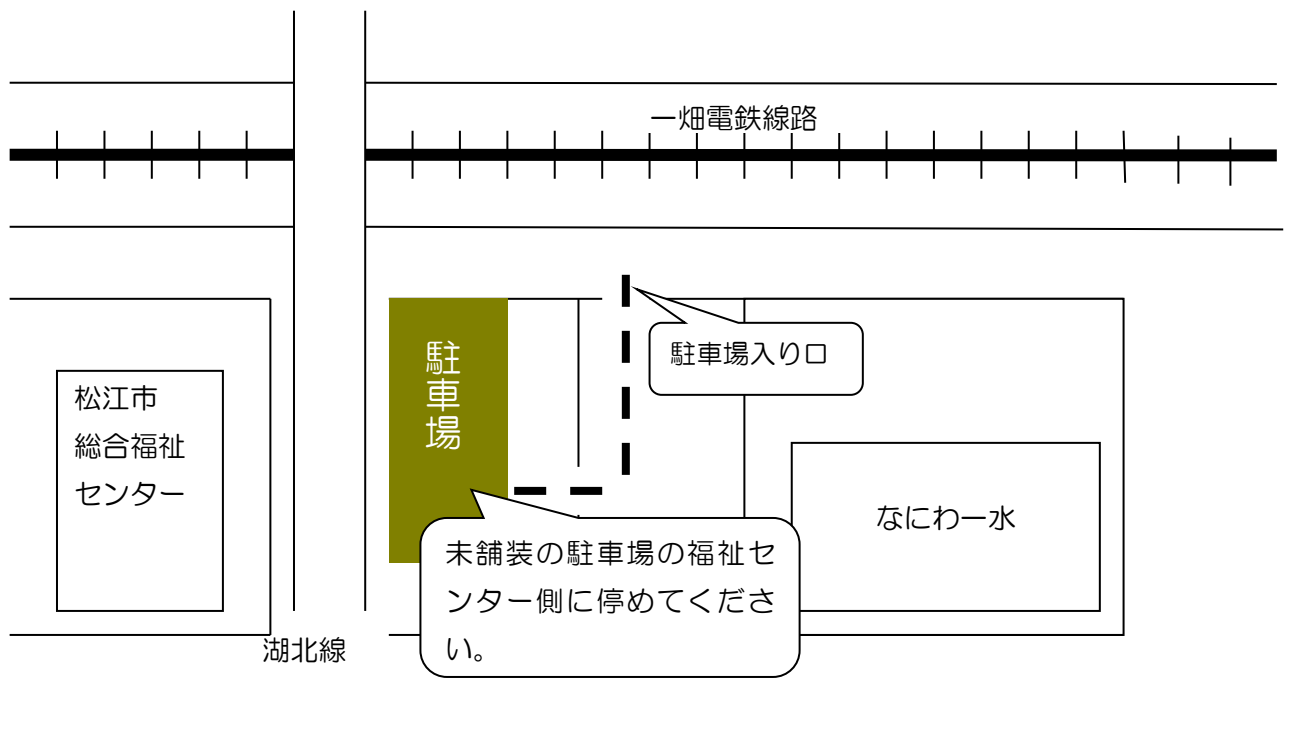 一畑電鉄線路
駐車場
駐車場入り口
松江市
総合福祉
センター
なにわ一水
未舗装の駐車場の福祉セ
ンター側に停めてくださ
い。
湖北線